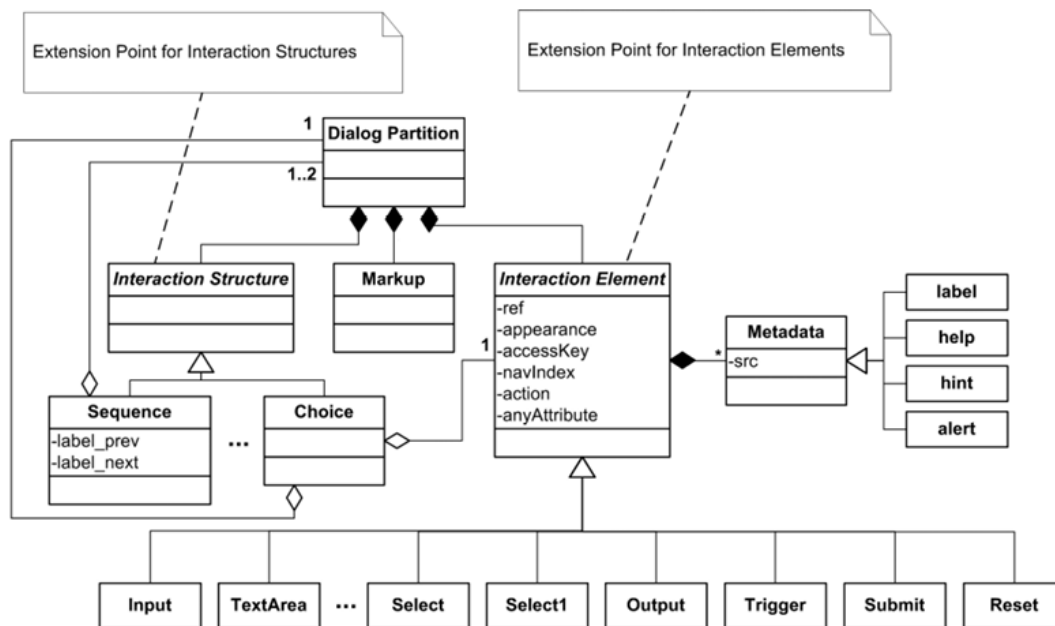 Extension Point for Interaction Structures
Extension Point for Interaction Elements
1
Dialog Partition
1..2
Interaction Structure
Markup
Interaction Element
-ref
-appearance
-accessKey
-navIndex
-action
-anyAttribute
1
*
Metadata
-src
label
help
hint
alert
Sequence
-label_prev
-label_next
...
Choice
Input
TextArea
...
Select
Select1
Output
Trigger
Submit
Reset